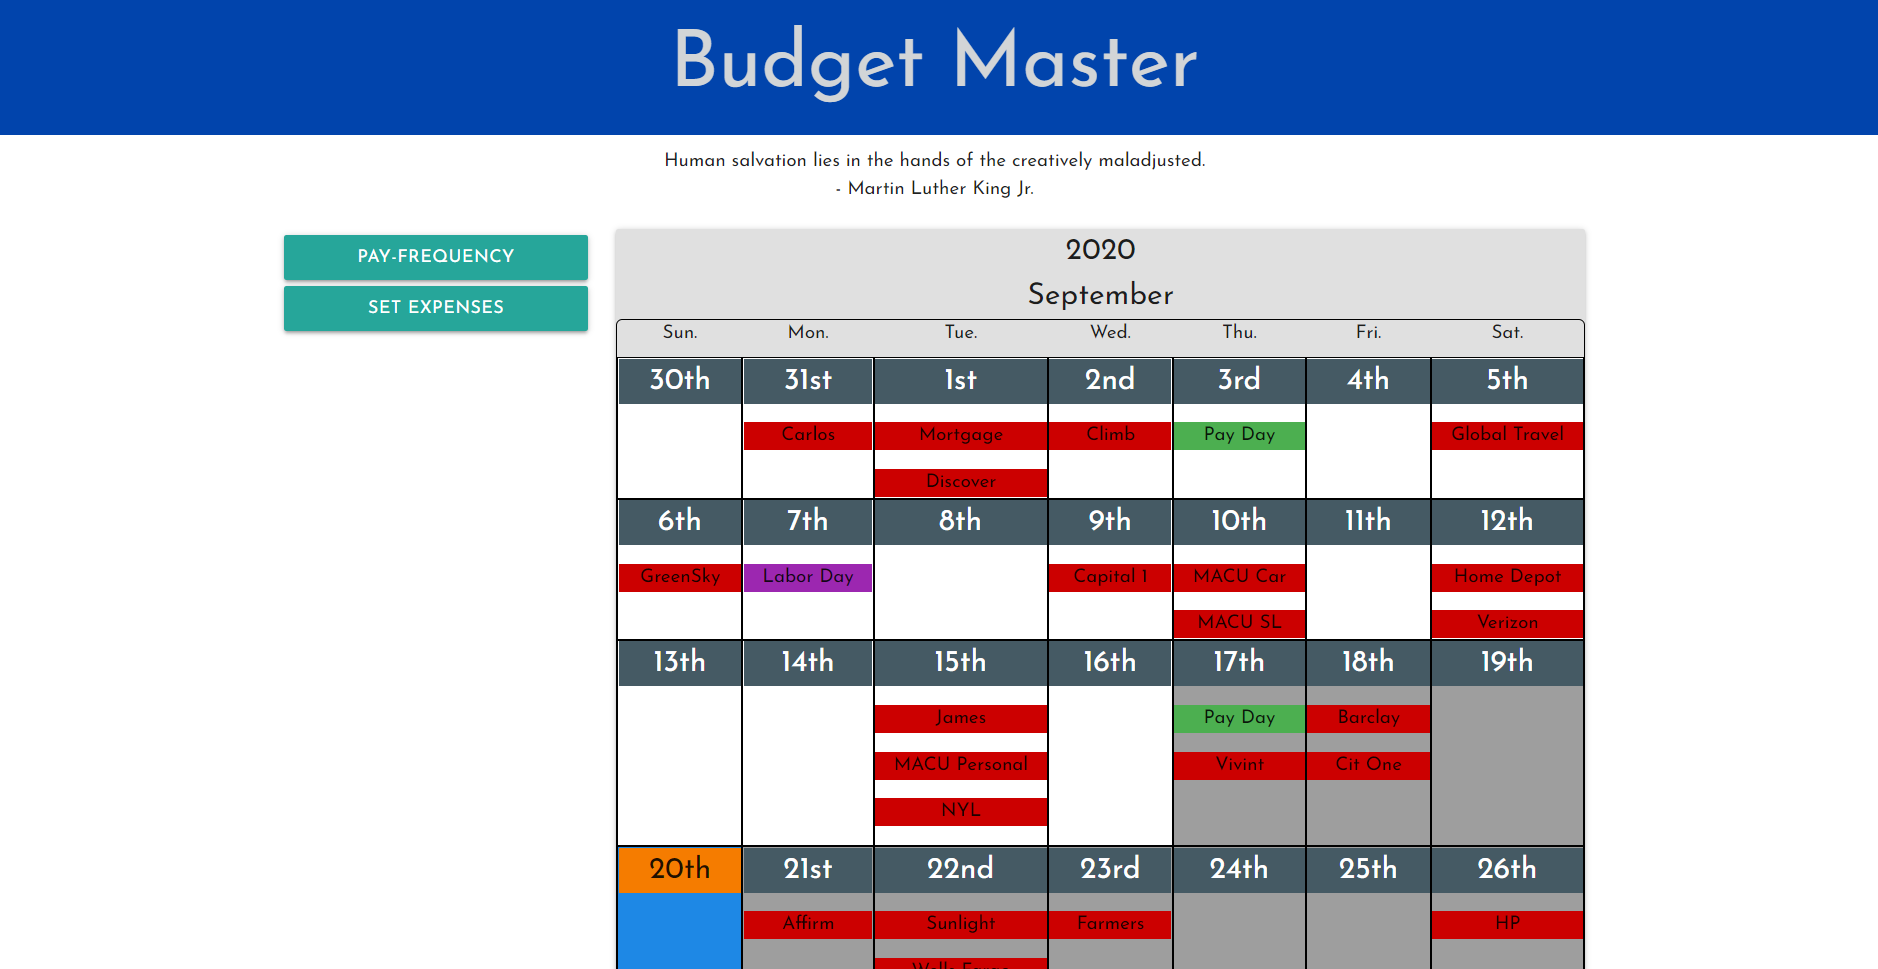 Budget Master
Human salvation lies in the hands of the creatively maladjusted.
- Martin Luther King Jr.
PAY-FREQUENCY
SET EXPENSES
2020
September
Sun. Mon. Tue. Wed. Thu. Fri. Sat.
30th 31st 1st 2nd 3rd 4th 5th
Carlos Mortgage Climb Pay Day Global Travel
Discover
6th 7th 8th 9th 10th 11th 12th
GreenSky Labor Day Capital 1 MACU Car Home Depot
MACU SL Verizon
13th 14th 15th 16th 17th 18th 19th
James Pay Day Barclay
MACU Personal Vivint Cit One
NYL
20th 21st 22nd 23rd 24th 25th 26th
Affirm Sunlight Farmers HP